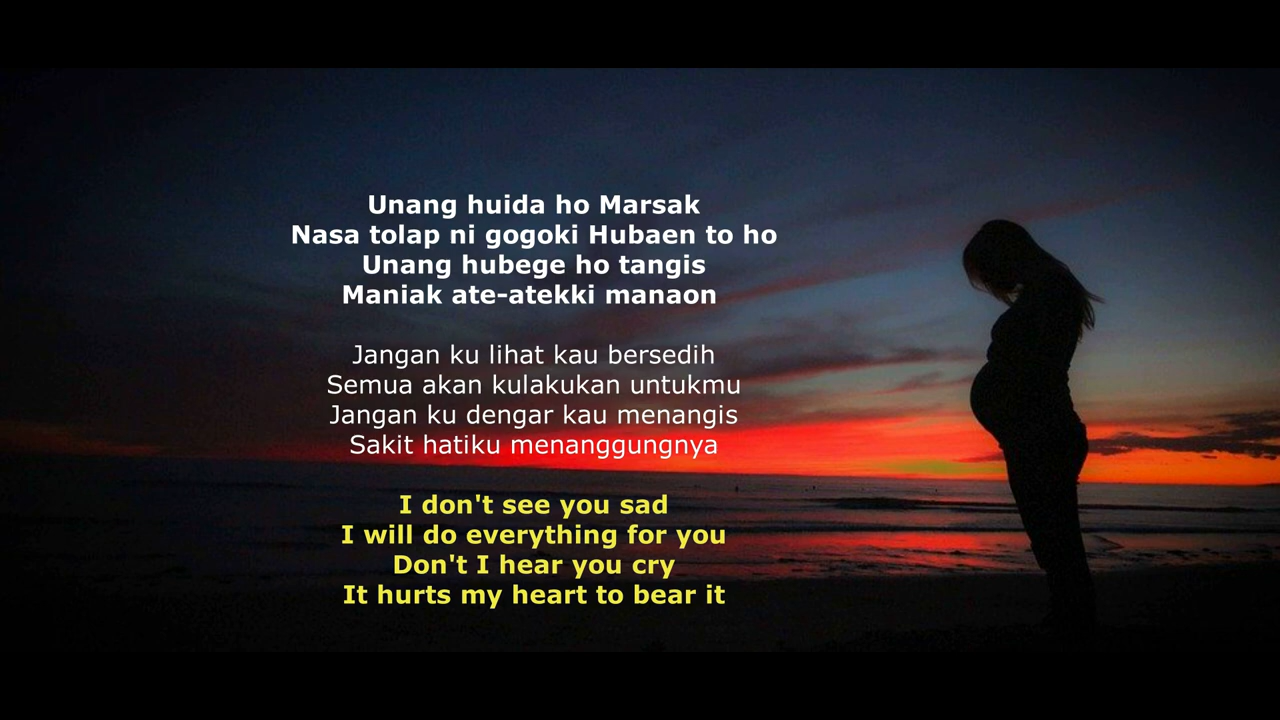 Unang huida ho Marsak
Nasa tolap ni gogoki Hubaen to ho
Unang hubege ho tangis
Maniak ate-atekki manaon
Jangan ku lihat kau bersedih
Semua akan kulakukan untukmu
Jangan ku dengar kau menangis
Sakit hatiku menanggungnya
I don't see you sad
I will do everything for you
Don't I hear you cry
It hurts my heart to bear it